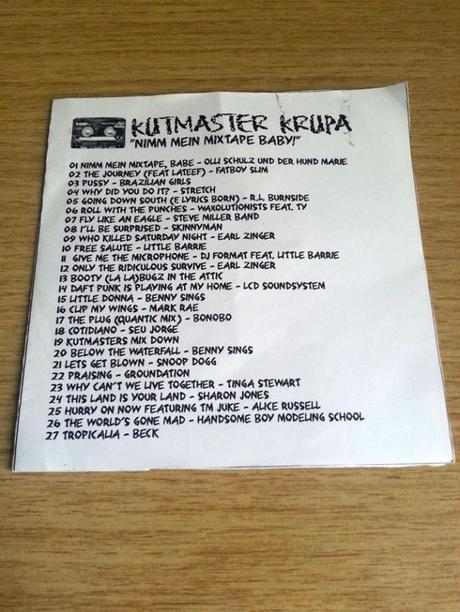 KUTMASTER KRUPA
"NIMM MEIN MIXTAPE BABY!"
01 NIMM MEIN MIXTAPE, BABE - OLLI SCHULZ UND DER HUND MARIE
02 THE JOURNEY (FEAT LATEEF) - FATBOY SLIM
03 PUSSY - BRAZILIAN GIRLS
04 WHY DID YOU DO IT? - STRETCH
05 GOING DOWN SOUTH (F. LYRICS BORN) - R.L. BURNSIDE
06 ROLL WITH THE PUNCHES - WAXOLUTIONISTS FEAT. TY
07 FLY LIKE AN EAGLE - STEVE MILLER BAND
08 I'LL BE SURPRISED - SKINNYMAN
09 WHO KILLED SATURDAY NIGHT - EARL ZINGER
10 FREE SALUTE - LITTLE BARRIE
11 GIVE ME THE MICROPHONE - DJ FORMAT FEAT. LITTLE BARRIE
12 ONLY THE RIDICULOUS SURVIVE - EARL ZINGER
13 BOOTY (LA LA)BUGZ IN THE ATTIC
14 DAFT PUNK IS PLAYING AT MY HOME - LCD SOUNDSYSTEM
15 LITTLE DONNA - BENNY SINGS
16 CLIP MY WINGS - MARK RAE
17 THE PLUG (QUANTIC MIX) - BONOBO
18 COTIDIANO - SEU JORGE
19 KUTMASTERS MIX DOWN
20 BELOW THE WATERFALL - BENNY SINGS
21 LETS GET BLOWN - SNOOP DOGG
22 PRAISING - GROUNDATION
23 WHY CAN'T WE LIVE TOGETHER - TINGA STEWART
24 THIS LAND IS YOUR LAND - SHARON JONES
25 HURRY ON NOW FEATURING TM JUKE - ALICE RUSSELL
26 THE WORLD'S GONE MAD - HANDSOME BOY MODELING SCHOOL
27 TROPICALIA - BECK